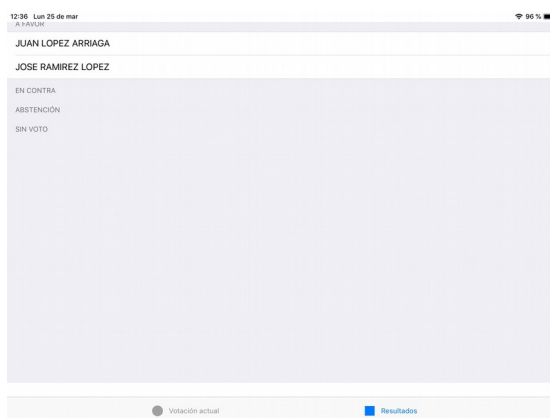 12:36 Lun 25 de mar 96 %
A FAVOR
JUAN LOPEZ ARRIAGA
JOSE RAMIREZ LOPEZ
EN CONTRA
ABSTENCIÓN
SIN VOTO
Votación actual Resultados